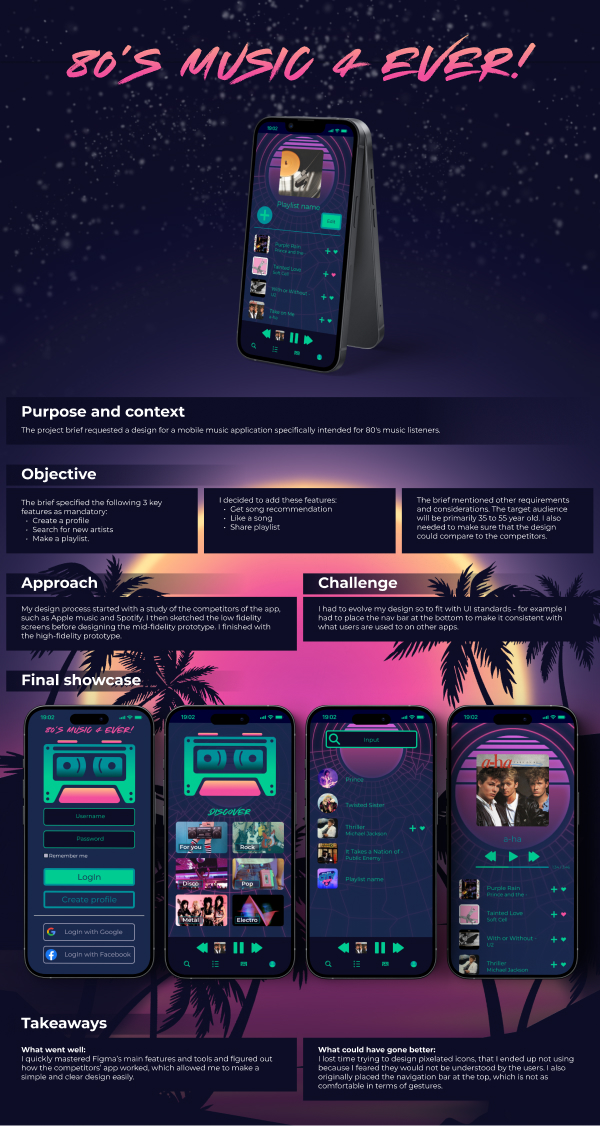 80'S MUSIC 4 EVER!
19:02
Playlist name
Edit
Purple Rain
Prince and the ·
Tainted Love
Soft Cell
With or Without ·
U2
Take on Me
a-ha
Purpose and context
The project brief requested a design for a mobile music application specifically intended for 80's music listeners.
Objective
The brief specified the following 3 key
features as mandatory:
• Create a profile
• Search for new artists
• Make a playlist.
I decided to add these features:
• Get song recommendation
• Like a song
• Share playlist
The brief mentioned other requirements
and considerations. The target audience
will be primarily 35 to 55 year old. I also
needed to make sure that the design
could compare to the competitors.
Approach
My design process started with a study of the competitors of the app,
such as Apple music and Spotify. I then sketched the low fidelity
screens before designing the mid-fidelity prototype. I finished with
the high-fidelity prototype.
Challenge
I had to evolve my design so to fit with UI standards - for example I
had to place the nav bar at the bottom to make it consistent with
what users are used to on other apps.
Final showcase
19:02
80'S MUSIC 4 EVER!
Username
Password
Remember me
LogIn
Create profile
LogIn with Google
LogIn with Facebook
19:02
DISCOVER
For you
Rock
Disco
Pop
Metal
Electro
19:02
Input
Prince
Twisted Sister
Thriller
Michael Jackson
It Takes a Nation of
Public Enemy
Playlist name
19:02
a-ha
a-ha
Purple Rain
Prince and the ·
Tainted Love
Soft Cell
With or Without ·
U2
Thriller
Michael Jackson
Takeaways
What went well:
I quickly mastered Figma's main features and tools and figured out
how the competitors' app worked, which allowed me to make a
simple and clear design easily.
What could have gone better:
I lost time trying to design pixelated icons, that I ended up not using
because I feared they would not be understood by the users. I also
originally placed the navigation bar at the top, which is not as
comfortable in terms of gestures.